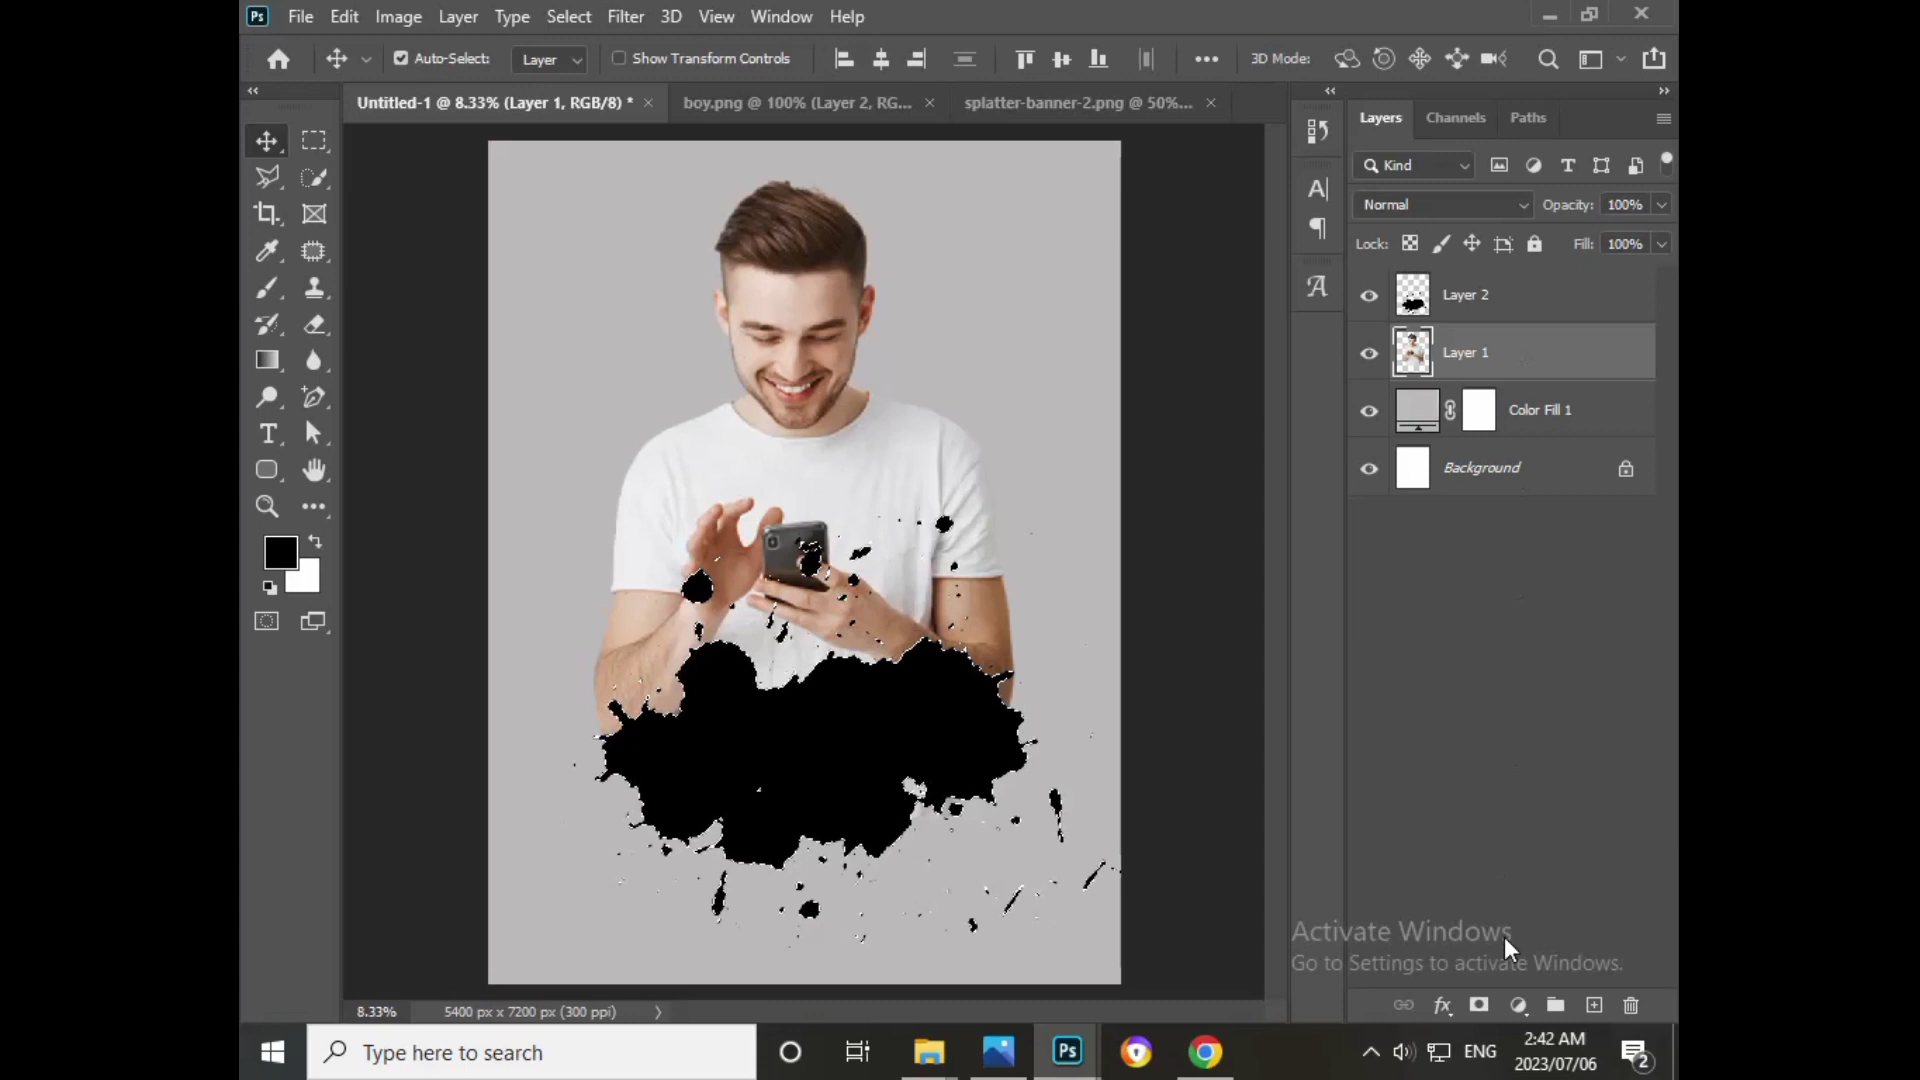 Ps File Edit Image Layer Type Select Filter 3D View Window Help
Auto-Select: Layer Show Transform Controls 3D Mode:
Untitled-1 @ 8.33% (Layer 1, RGB/8) * boy.png @ 100% (Layer 2, RG... splatter-banner-2.png @ 50%...
Layers Channels Paths
Kind
Normal Opacity: 100%
Lock: Fill: 100%
Layer 2
Layer 1
Color Fill 1
Background
Activate Windows
Go to Settings to activate Windows.
8.33% 5400 px x 7200 px (300 ppi)
Type here to search
Ps
ENG
2:42 AM
2023/07/06
2